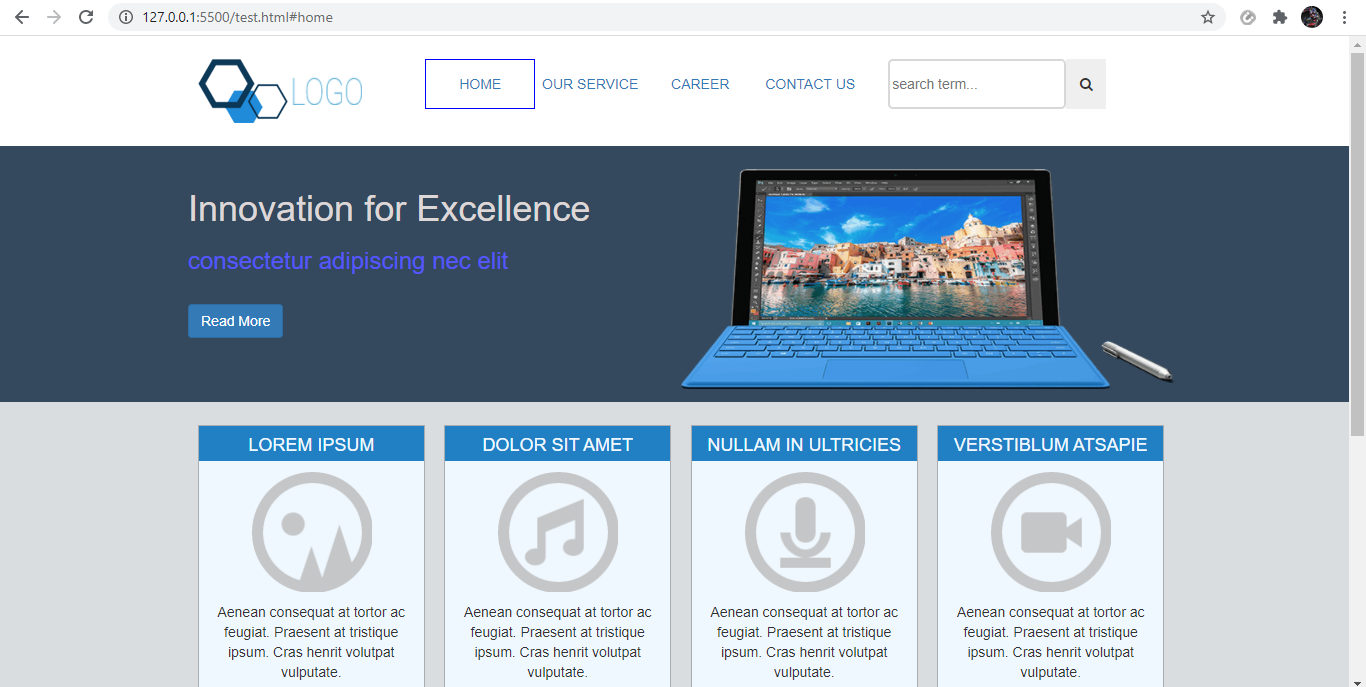 127.0.0.1:5500/test.html#home
LOGO
HOME
OUR SERVICE
CAREER
CONTACT US
search term...
Innovation for Excellence
consectetur adipiscing nec elit
Read More
LOREM IPSUM
Aenean consequat at tortor ac
feugiat. Praesent at tristique
ipsum. Cras henrit volutpat
vulputate.
DOLOR SIT AMET
Aenean consequat at tortor ac
feugiat. Praesent at tristique
ipsum. Cras henrit volutpat
vulputate.
NULLAM IN ULTRICIES
Aenean consequat at tortor ac
feugiat. Praesent at tristique
ipsum. Cras henrit volutpat
vulputate.
VERSTIBLUM ATSAPIE
Aenean consequat at tortor ac
feugiat. Praesent at tristique
ipsum. Cras henrit volutpat
vulputate.